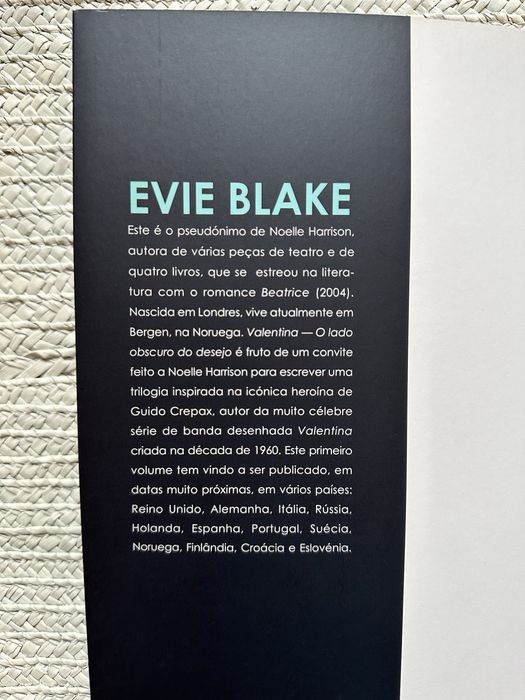 EVIE BLAKE
Este é o pseudónimo de Noelle Harrison,
autora de várias peças de teatro e de
quatro livros, que se estreou na litera-
tura com o romance Beatrice (2004).
Nascida em Londres, vive atualmente em
Bergen, na Noruega. Valentina — O lado
obscuro do desejo é fruto de um convite
feito a Noelle Harrison para escrever uma
trilogia inspirada na icónica heroína de
Guido Crepax, autor da muito célebre
série de banda desenhada Valentina
criada na década de 1960. Este primeiro
volume tem vindo a ser publicado, em
datas muito próximas, em vários países:
Reino Unido, Alemanha, Itália, Rússia,
Holanda, Espanha, Portugal, Suécia,
Noruega, Finlândia, Croácia e Eslovénia.